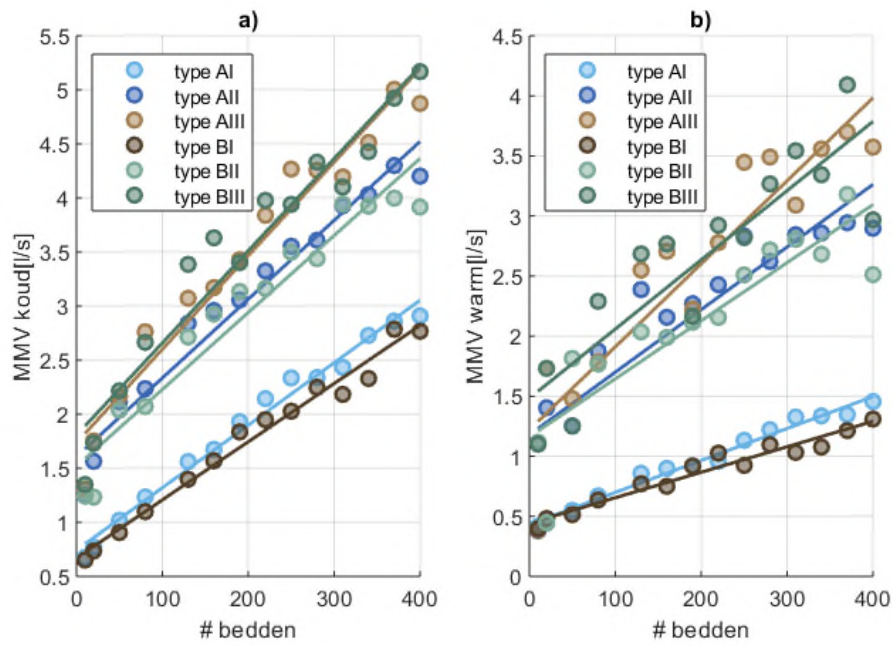 a)
5.5
5
4.5
4
3.5
3
2.5
2
1.5
1
0.5
MMV koud[l/s]
type AI
type AII
type AIII
type BI
type BII
type BIII
0
100
200
300
400
# bedden
b)
4.5
4
3.5
3
2.5
2
1.5
1
0.5
0
MMV warm[l/s]
type AI
type AII
type AIII
type BI
type BII
type BIII
0
100
200
300
400
# bedden